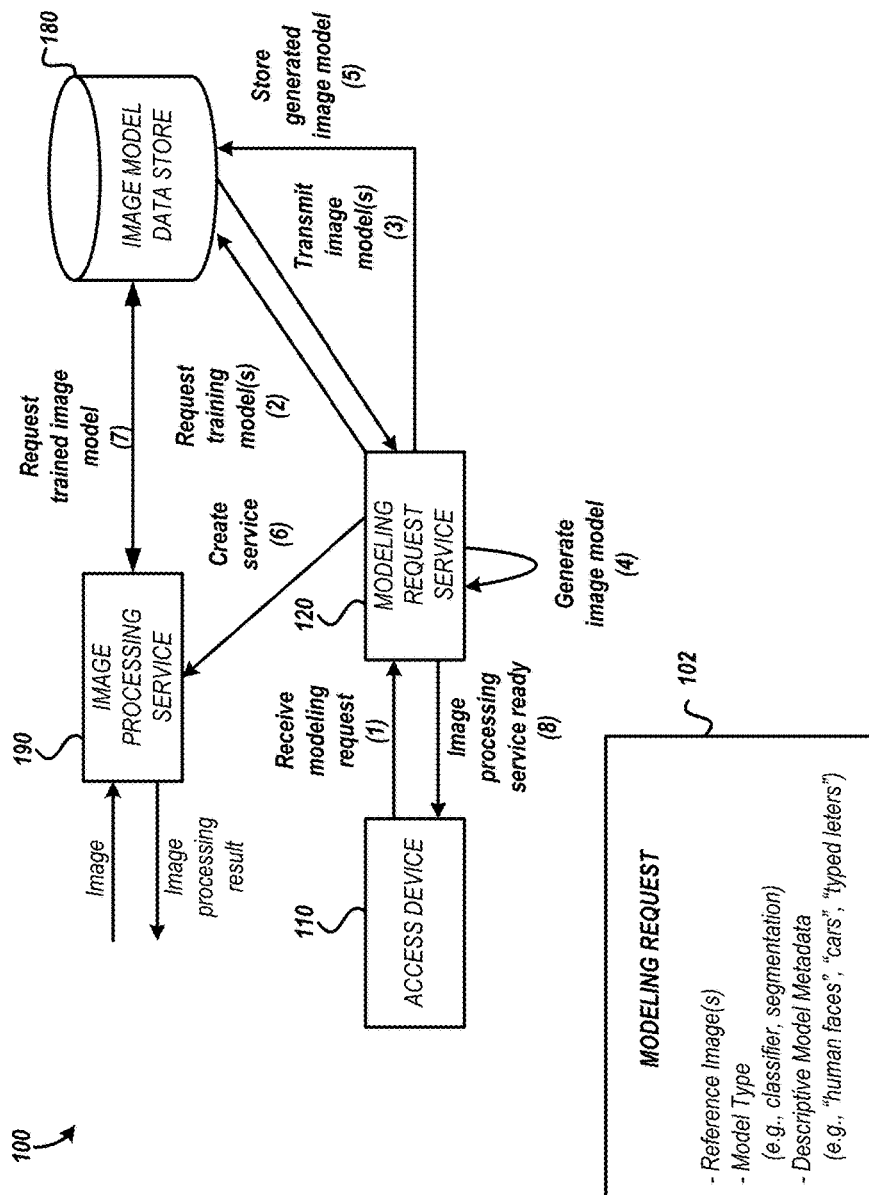 100
Image
Image
processing
result
190
IMAGE
PROCESSING
SERVICE
Request
trained image
model
(7)
180
IMAGE MODEL
DATA STORE
Create
service
(6)
Request
training
model(s)
(2)
Transmit
image
model(s)
(3)
Store
generated
image model
(5)
110
ACCESS DEVICE
Receive
modeling
request
(1)
Image
processing
service ready
(8)
120
MODELING
REQUEST
SERVICE
Generate
image model
(4)
102
MODELING REQUEST
- Reference Image(s)
- Model Type
(e.g., classifier, segmentation)
- Descriptive Model Metadata
(e.g., "human faces", "cars", "typed leters")